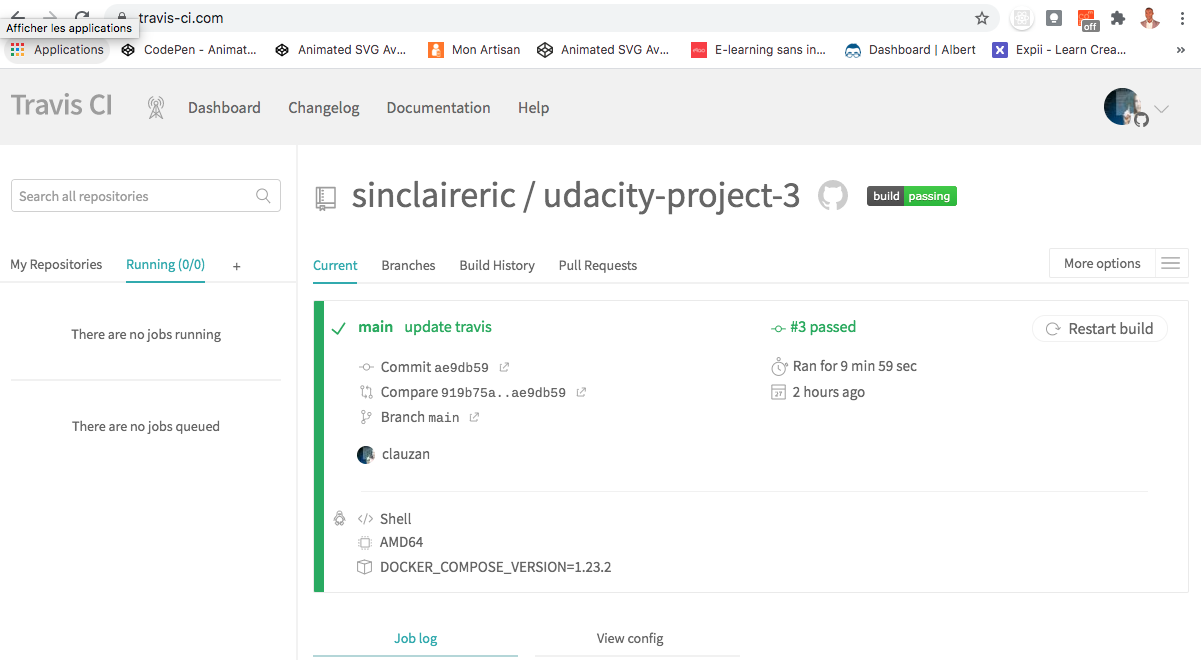 travis-ci.com
off
Afficher les applications
Applications CodePen - Animat... Animated SVG Av... Mon Artisan Animated SVG Av... E-learning sans in... Dashboard | Albert Expii - Learn Crea... »
Travis CI Dashboard Changelog Documentation Help
Search all repositories
sinclaireric / udacity-project-3 build passing
My Repositories Running (0/0) +
Current Branches Build History Pull Requests More options
There are no jobs running
main update travis #3 passed Restart build
Commit ae9db59 Ran for 9 min 59 sec
Compare 919b75a..ae9db59 27 2 hours ago
Branch main
There are no jobs queued
clauzan
</> Shell
AMD64
DOCKER_COMPOSE_VERSION=1.23.2
Job log View config